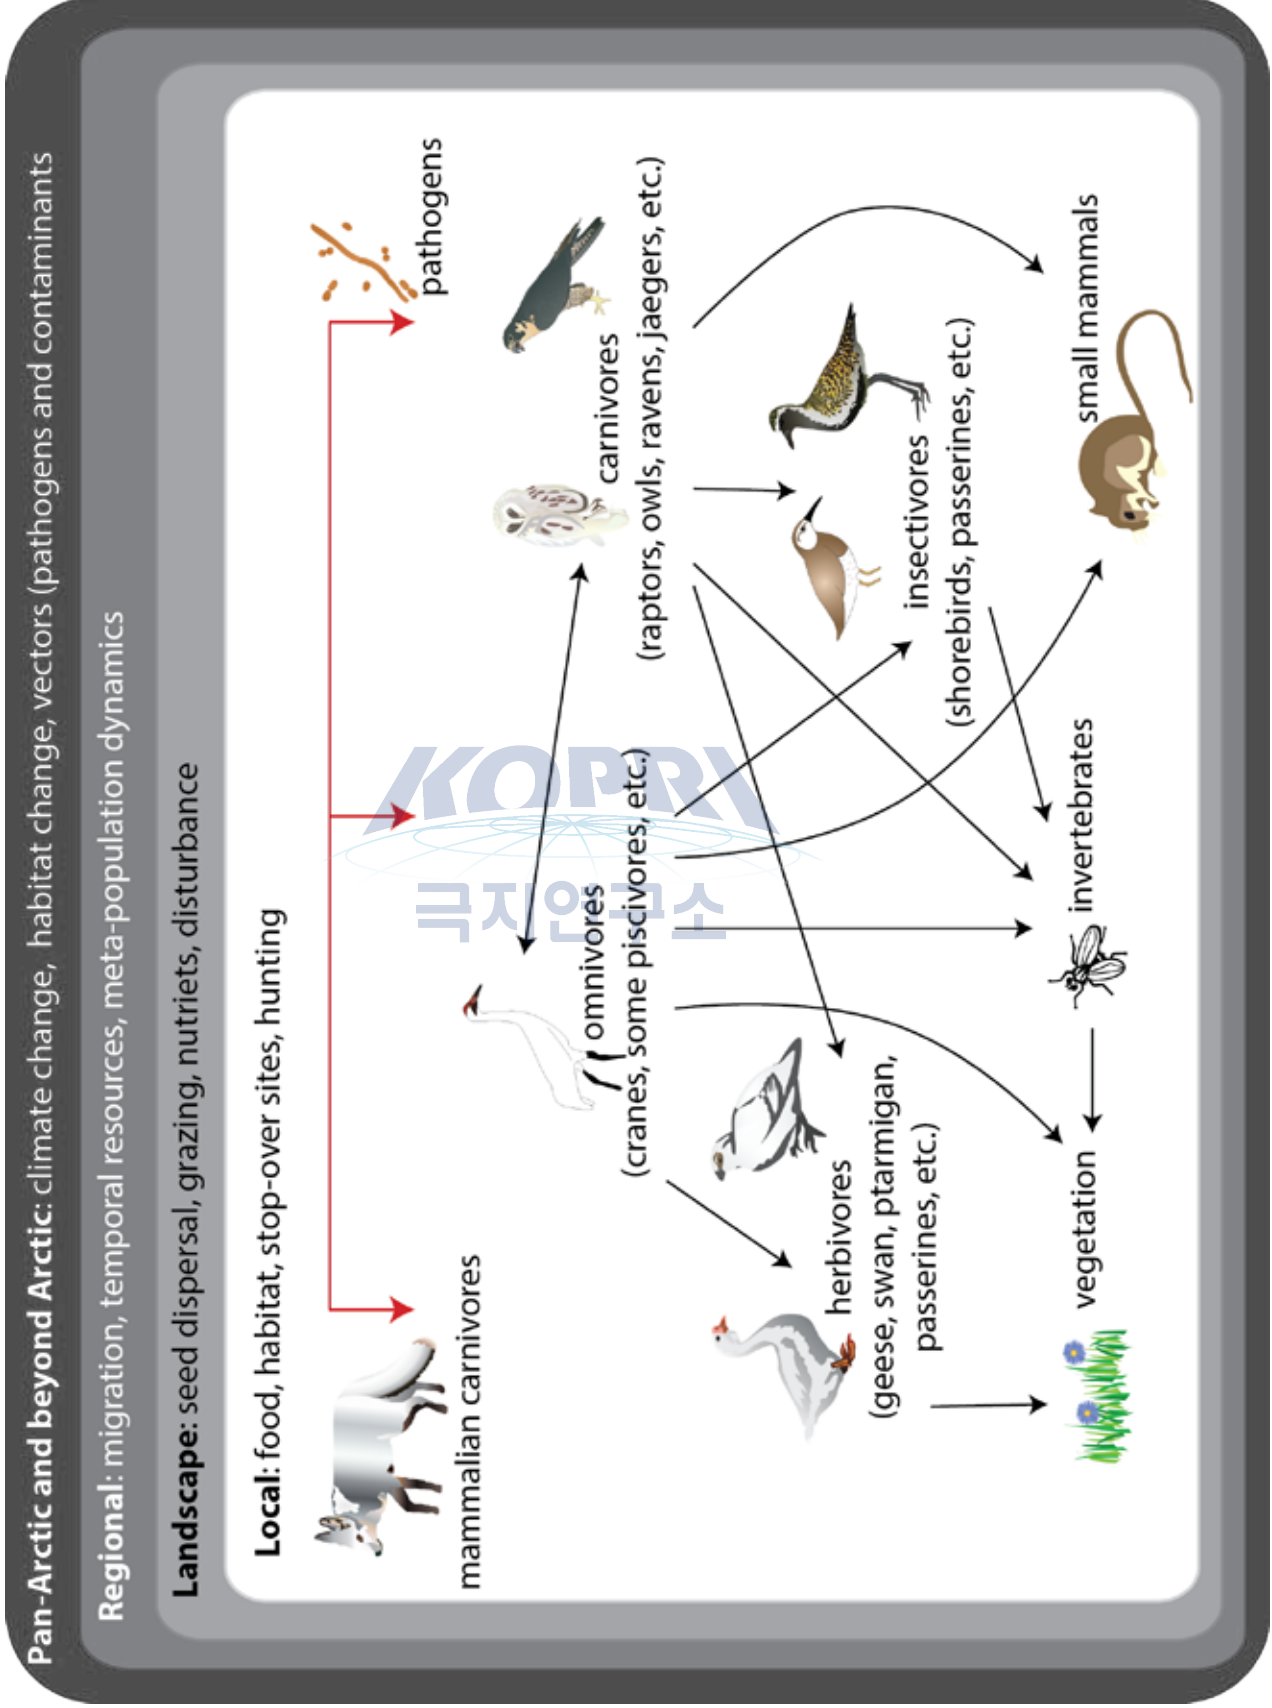 Pan-Arctic and beyond Arctic: climate change, habitat change, vectors (pathogens and contaminants
Regional: migration, temporal resources, meta-population dynamics
Landscape: seed dispersal, grazing, nutriets, disturbance
Local: food, habitat, stop-over sites, hunting
mammalian carnivores
pathogens
omnivores
(cranes, some piscivores, etc.)
carnivores
(raptors, owls, ravens, jaegers, etc.)
herbivores
(geese, swan, ptarmigan,
passerines, etc.)
insectivores
(shorebirds, passerines, etc.)
vegetation
invertebrates
small mammals
KOPRI
극지연구소